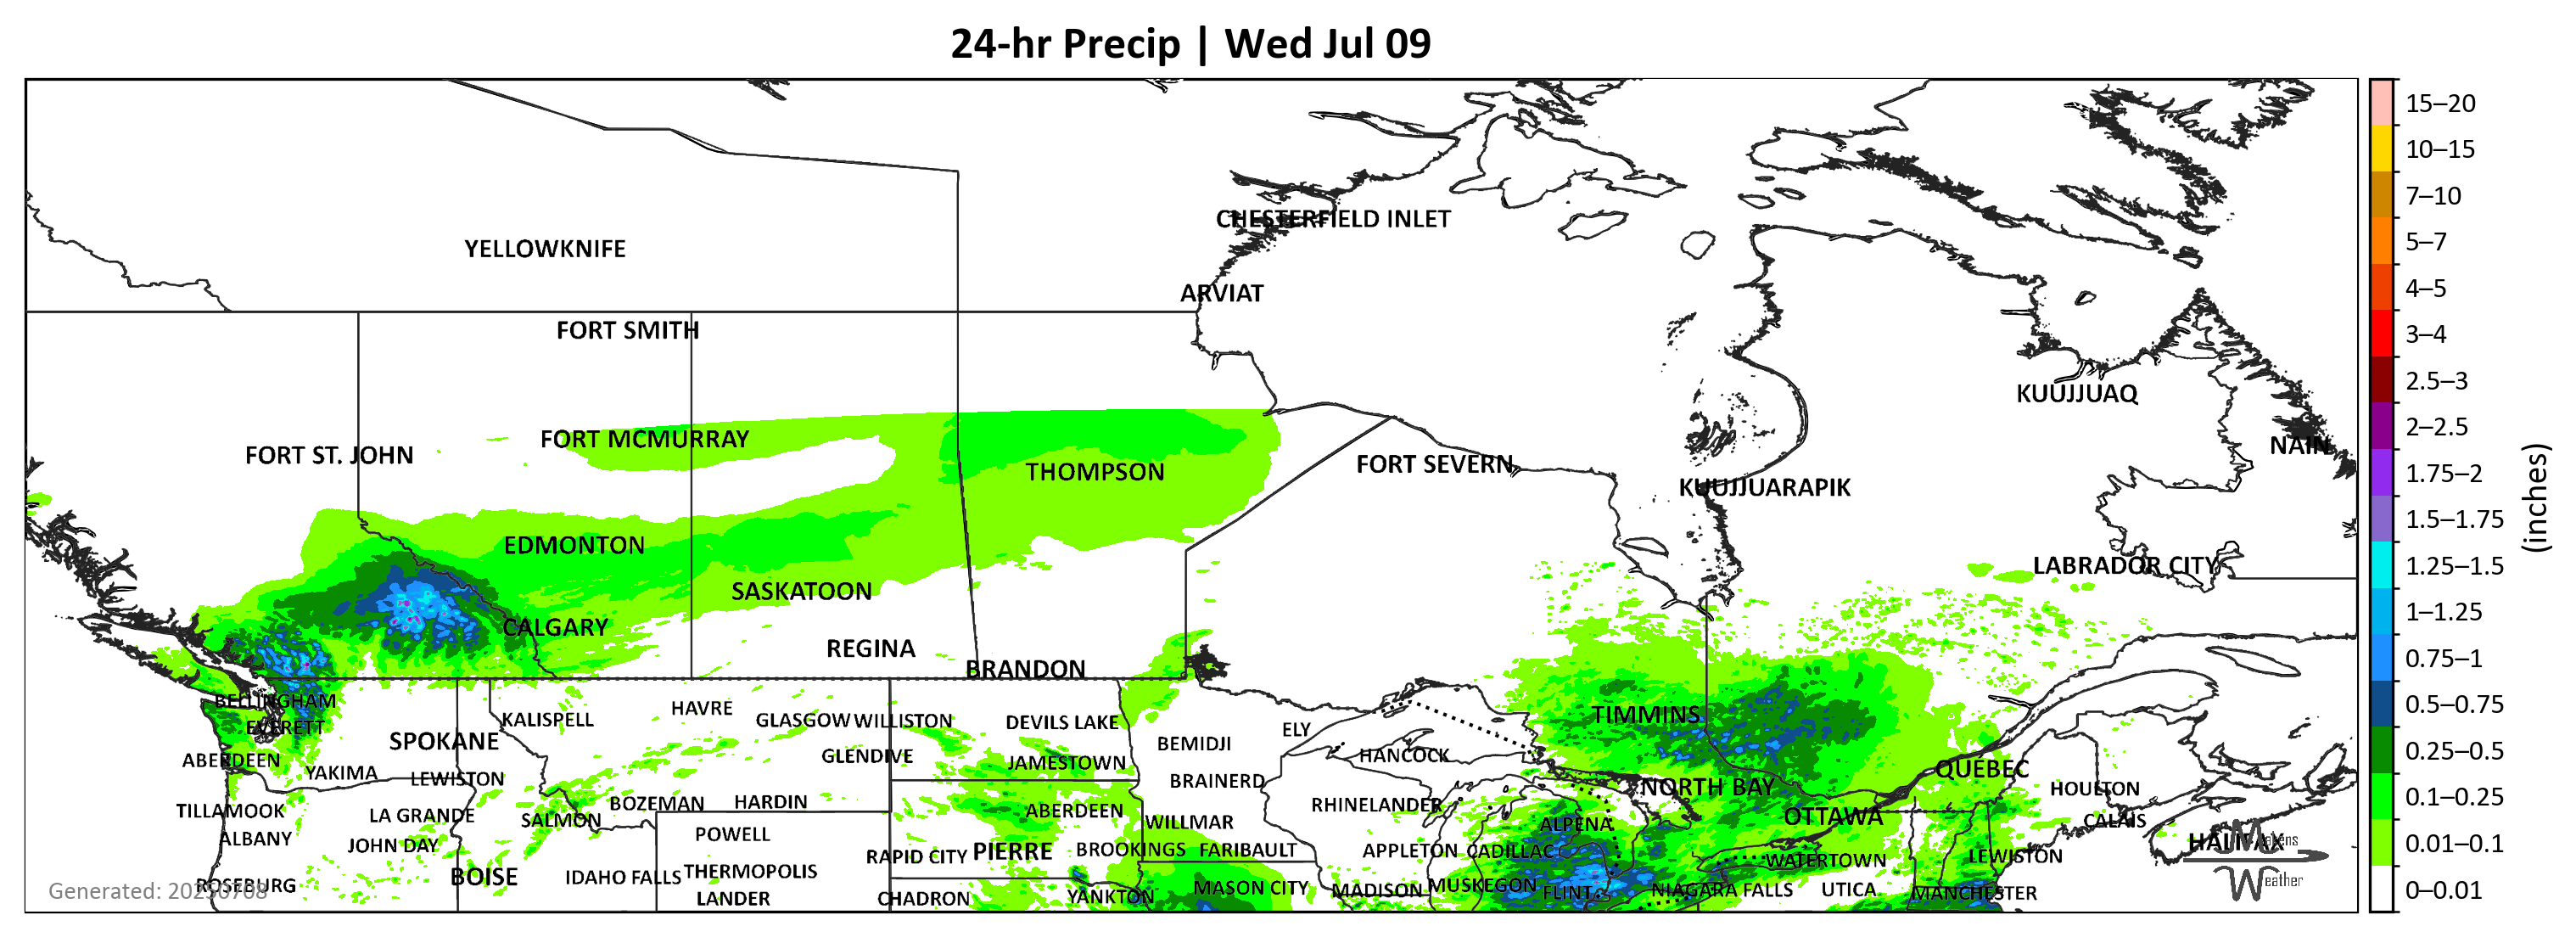 24-hr Precip | Wed Jul 09
CHESTERFIELD INLET
YELLOWKNIFE
ARVIAT
FORT SMITH
KUUJJUAQ
FORT MCMURRAY
NAIN
FORT ST. JOHN
THOMPSON
FORT SEVERN
KUUJJUARAPIK
EDMONTON
LABRADOR CITY
SASKATOON
CALGARY
REGINA
BRANDON
BELLINGHAM
EVERETT
KALISPELL
HAVRE
GLASGOW
WILLISTON
DEVILS LAKE
TIMMINS
ELY
SPOKANE
BEMIDJI
ABERDEEN
GLENDIVE
JAMESTOWN
HANCOCK
QUÉBEC
YAKIMA
LEWISTON
BRAINERD
NORTH BAY
HOULTON
TILLAMOOK
LA GRANDE
SALMON
BOZEMAN
HARDIN
ABERDEEN
WILLMAR
RHINELANDER
ALPENA
OTTAWA
CALAIS
ALBANY
JOHN DAY
POWELL
RAPID CITY
PIERRE
BROOKINGS
FARIBAULT
APPLETON
CADILLAC
WATERTOWN
LEWISTON
HALIFAX
ROSEBURG
BOISE
IDAHO FALLS
THERMOPOLIS
LANDER
CHADRON
YANKTON
MASON CITY
MADISON
MUSKEGON
FLINT
NIAGARA FALLS
UTICA
MANCHESTER
Weather
Generated: 20250708
15–20
10–15
7–10
5–7
4–5
3–4
2.5–3
2–2.5
1.75–2
1.5–1.75
1.25–1.5
1–1.25
0.75–1
0.5–0.75
0.25–0.5
0.1–0.25
0.01–0.1
0–0.01
(inches)